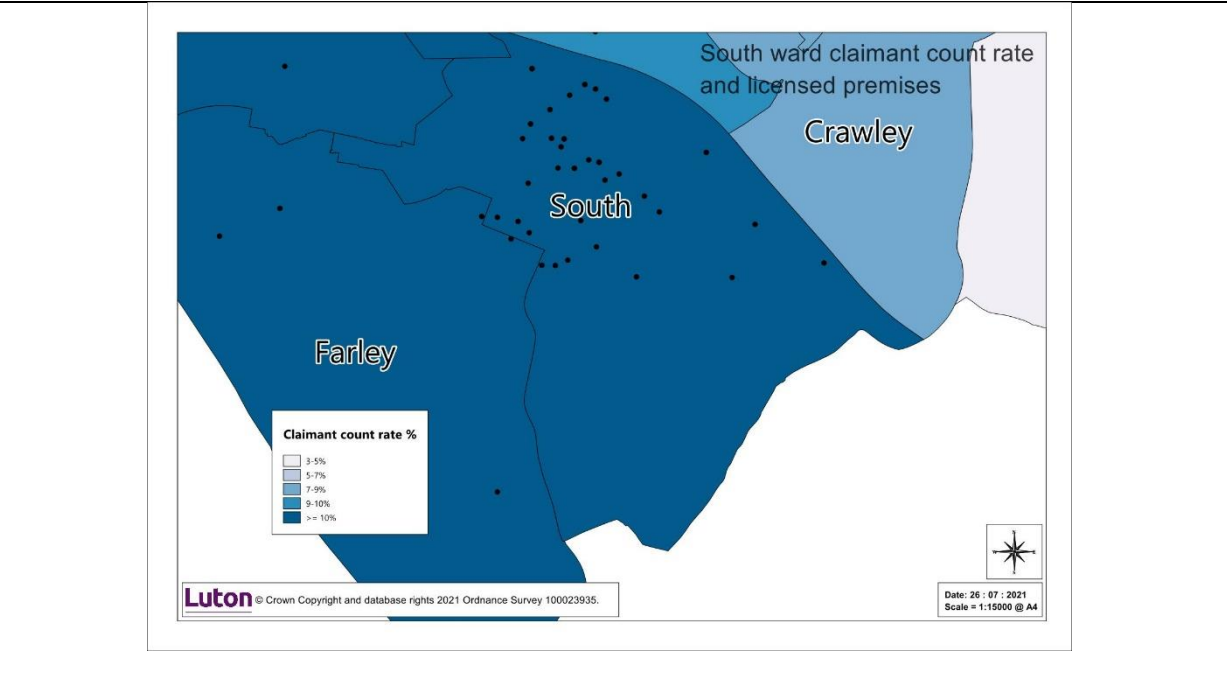 South ward claimant count rate
and licensed premises
Crawley
South
Farley
Claimant count rate %
3-5%
5-7%
7-9%
9-10%
>= 10%
Luton © Crown Copyright and database rights 2021 Ordnance Survey 100023935.
Date: 26 : 07 : 2021
Scale = 1:15000 @ A4